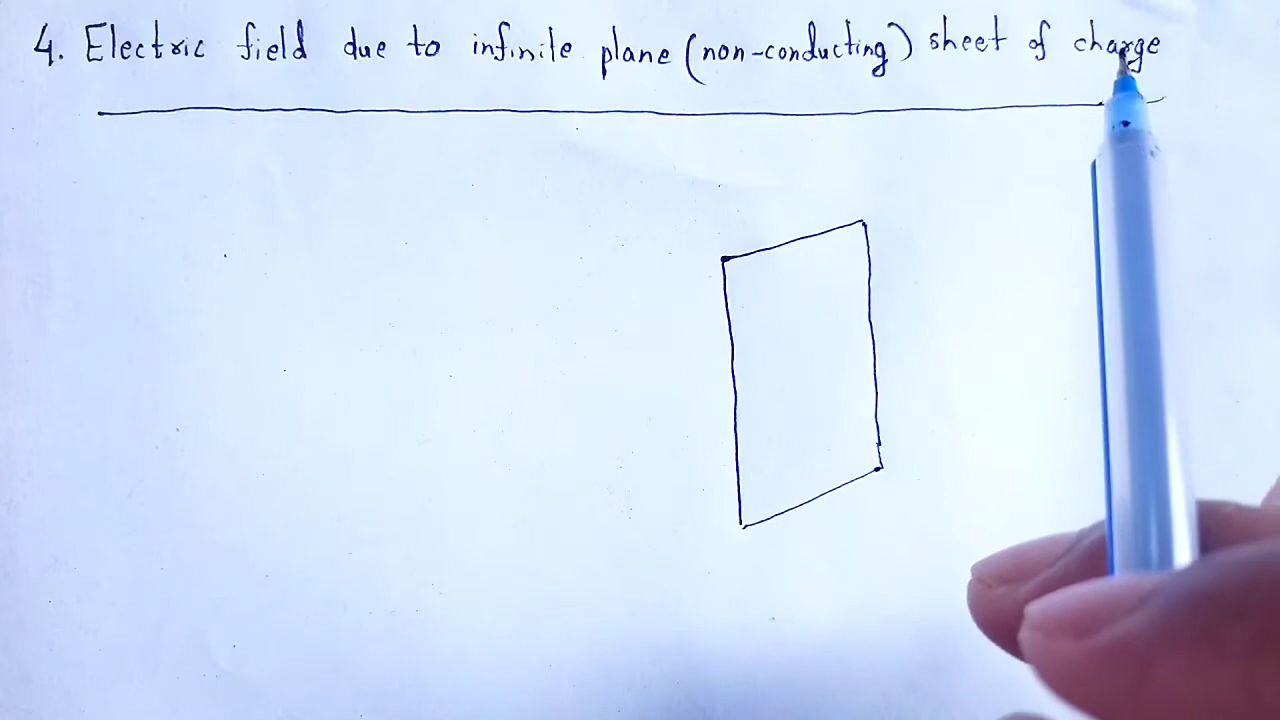 4. Electric field due to infinite plane (non-conducting) sheet of charge